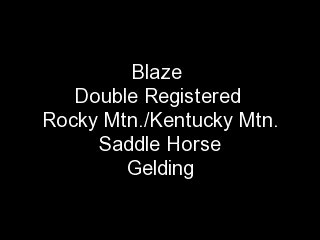 Blaze
Double Registered
Rocky Mtn./Kentucky Mtn.
Saddle Horse
Gelding